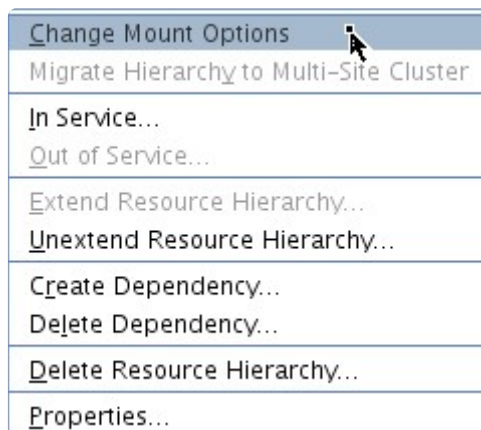 Change Mount Options
Migrate Hierarchy to Multi-Site Cluster
In Service...
Out of Service...
Extend Resource Hierarchy...
Unextend Resource Hierarchy...
Create Dependency...
Delete Dependency...
Delete Resource Hierarchy...
Properties...